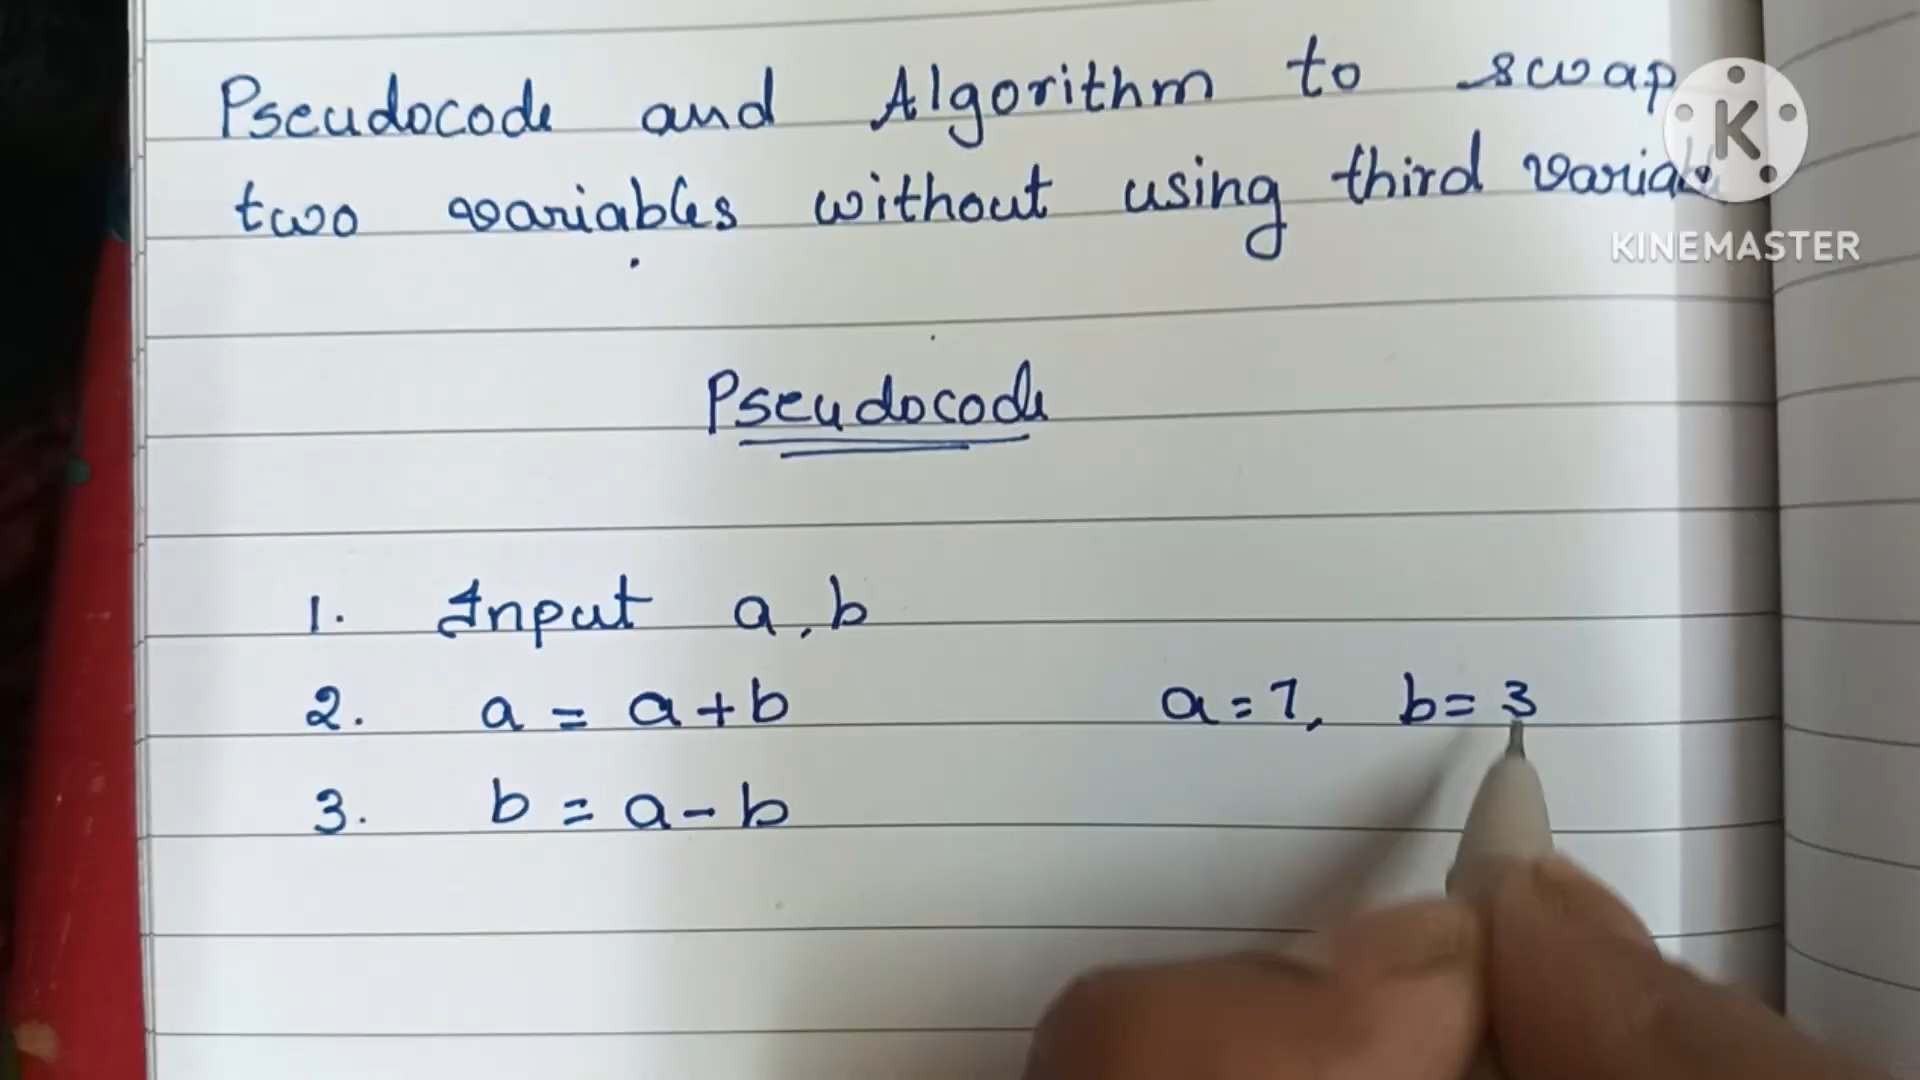 Pseudocode and Algorithm to swap
two variables without using third
K
KINEMASTER
Pseudocode
1. Input a, b
2. a = a+b
a=7, b=3
3. b = a-b